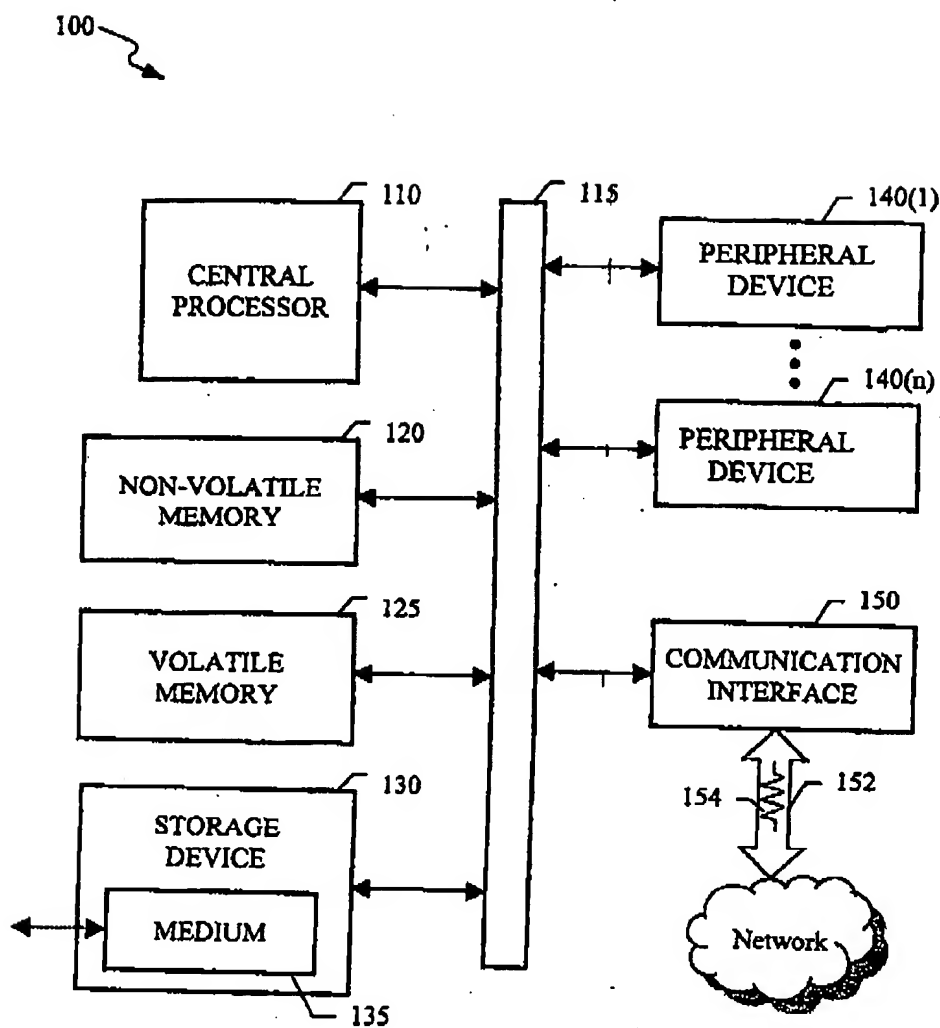 100
110
CENTRAL
PROCESSOR
115
140(1)
PERIPHERAL
DEVICE
140(n)
PERIPHERAL
DEVICE
120
NON-VOLATILE
MEMORY
125
VOLATILE
MEMORY
150
COMMUNICATION
INTERFACE
130
STORAGE
DEVICE
MEDIUM
135
154
152
Network